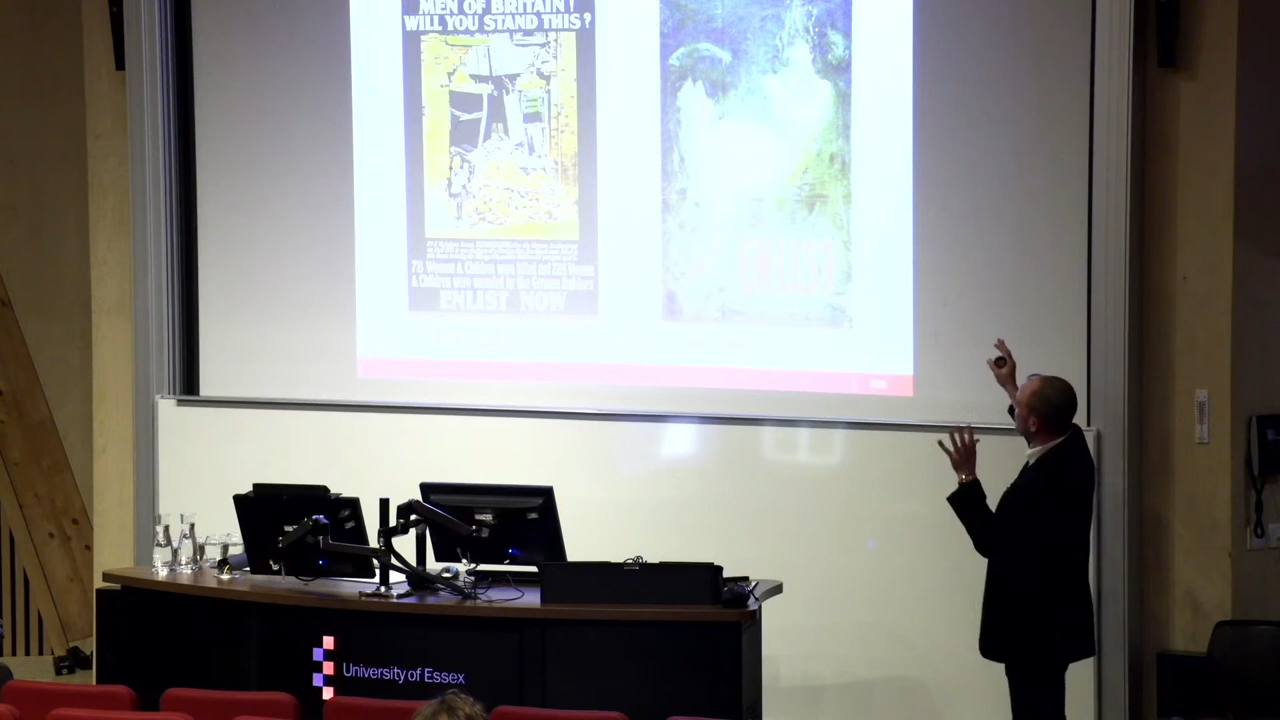 MEN OF BRITAIN!
WILL YOU STAND THIS?
78 Women & Children were killed and 228 Women
& Children were wounded by the German Raiders
ENLIST NOW
ENLIST
University of Essex